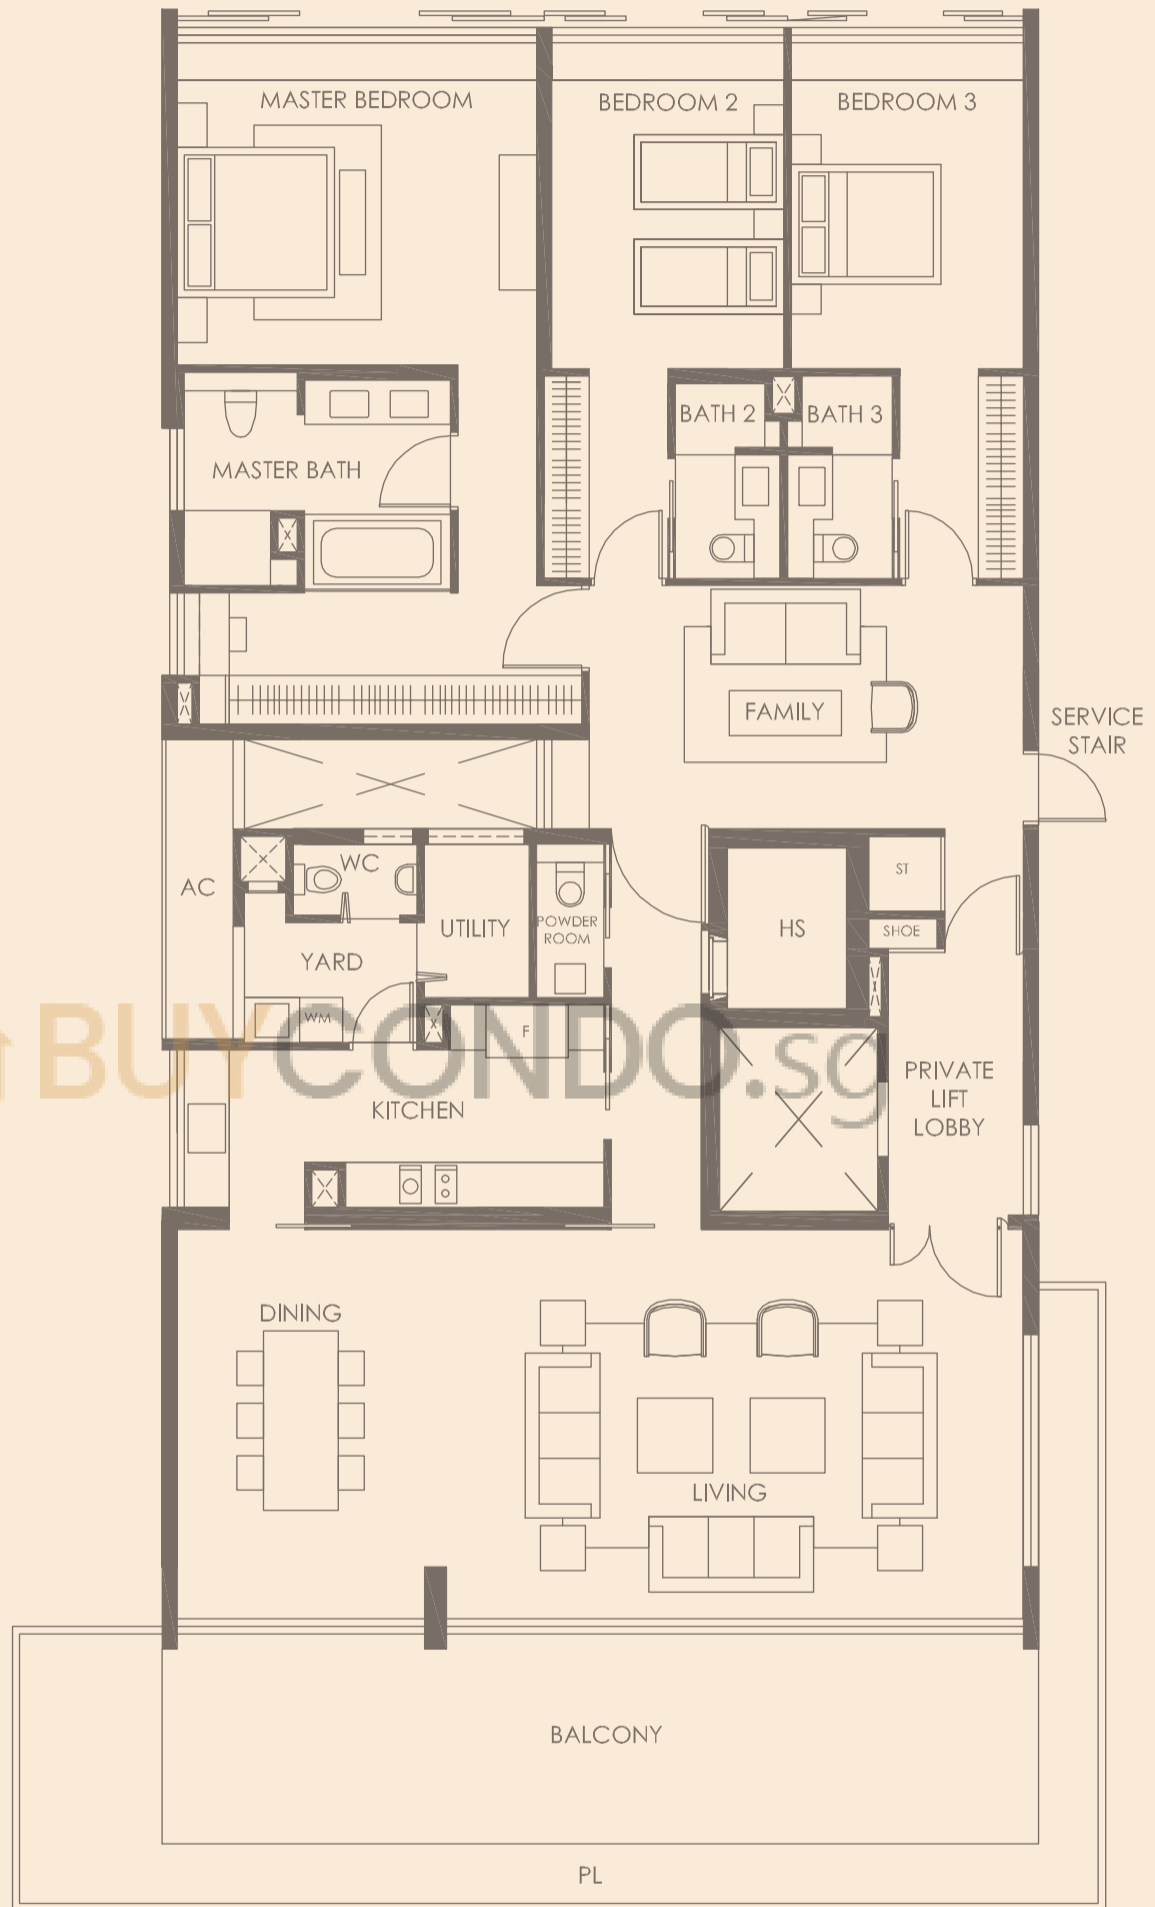 MASTER BEDROOM
BEDROOM 2
BEDROOM 3
BATH 2
BATH 3
MASTER BATH
FAMILY
SERVICE
STAIR
WC
AC
ST
UTILITY
POWDER
ROOM
HS
SHOE
YARD
WM
F
BUYCONDO.sg
PRIVATE
LIFT
LOBBY
KITCHEN
DINING
LIVING
BALCONY
PL